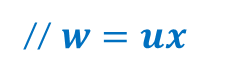 // w = ux